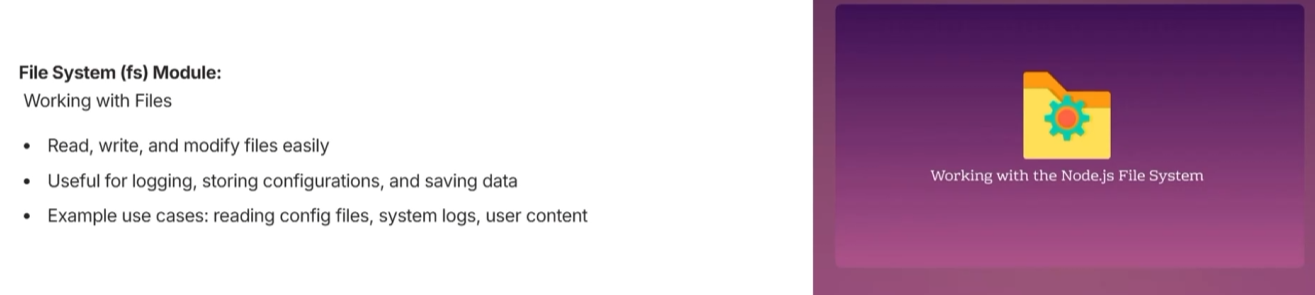 File System (fs) Module:
Working with Files
• Read, write, and modify files easily
• Useful for logging, storing configurations, and saving data
• Example use cases: reading config files, system logs, user content
Working with the Node.js File System